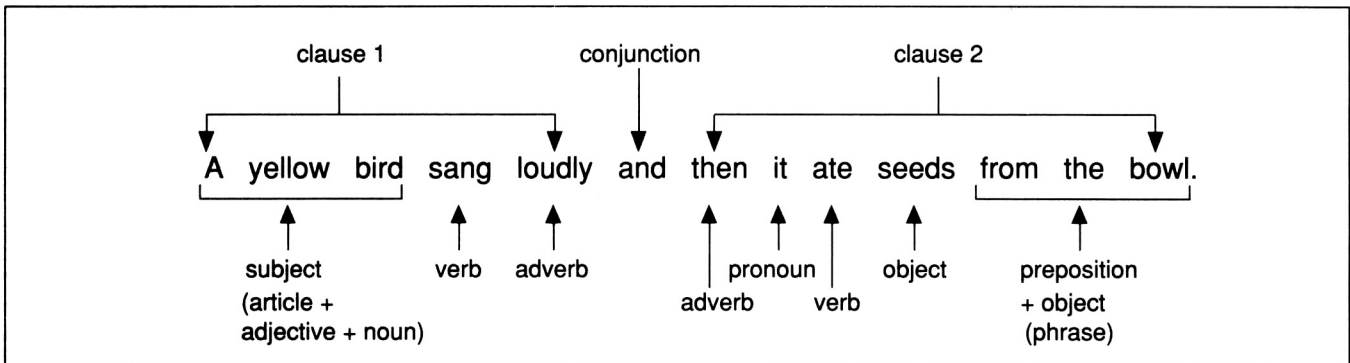 clause 1 conjunction clause 2
A yellow bird sang loudly and then it ate seeds from the bowl.
subject verb adverb pronoun object preposition
(article + adverb verb + object
adjective + noun) (phrase)